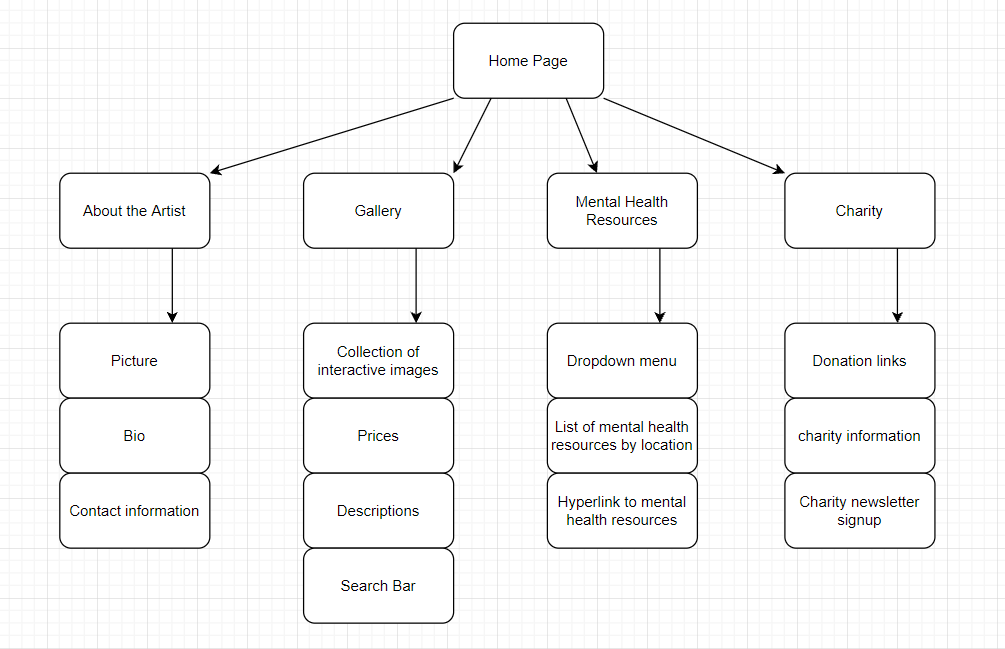 Home Page
About the Artist
Gallery
Mental Health
Resources
Charity
Picture
Bio
Contact information
Collection of
interactive images
Prices
Descriptions
Search Bar
Dropdown menu
List of mental health
resources by location
Hyperlink to mental
health resources
Donation links
charity information
Charity newsletter
signup